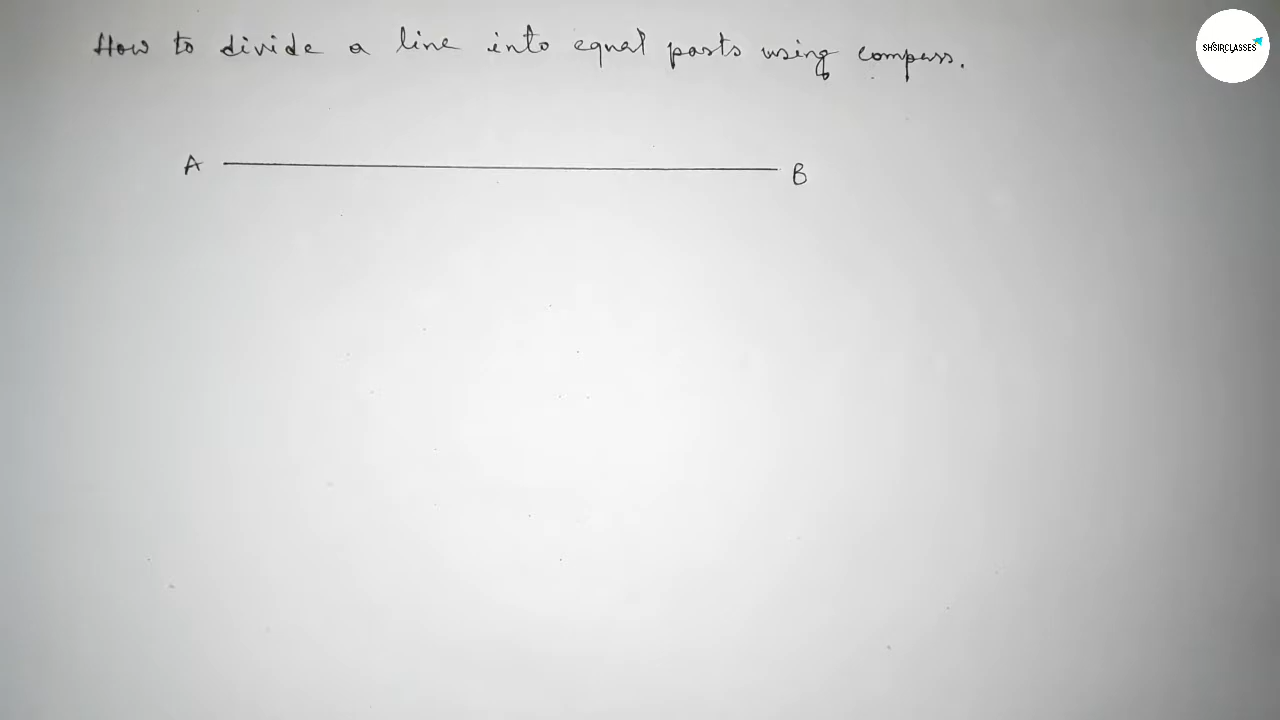 How to divide a line into equal parts using compass.
SHSIRCLASSES
A
B